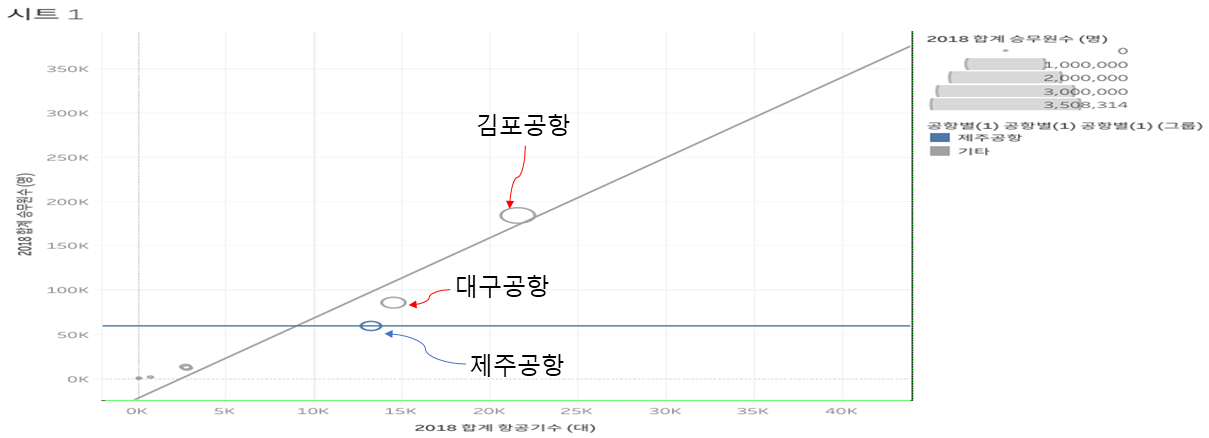 시트 1
350K
300K
250K
200K
150K
100K
50K
0K
2018 합계 승무원수 (명)
김포공항
대구공항
제주공항
0K
5K
10K
15K
20K
25K
30K
35K
40K
2018 합계 항공기수 (대)
2018 합계 승무원수 (명)
0
1,000,000
2,000,000
3,000,000
3,508,314
공항별(1) 공항별(1) 공항별(1) (그룹)
제주공항
기타